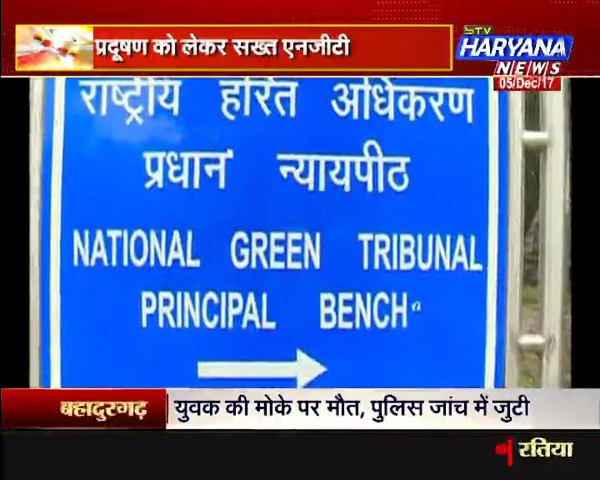 प्रदूषण को लेकर सख्त एनजीटी
STV
HARYANA
NEWS
05/Dec/17
राष्ट्रीय हरित अधिकरण
प्रधान न्यायपीठ
NATIONAL GREEN TRIBUNAL
PRINCIPAL BENCH
बहादुरगढ़
युवक की मोके पर मौत, पुलिस जांच में जुटी
रतिया